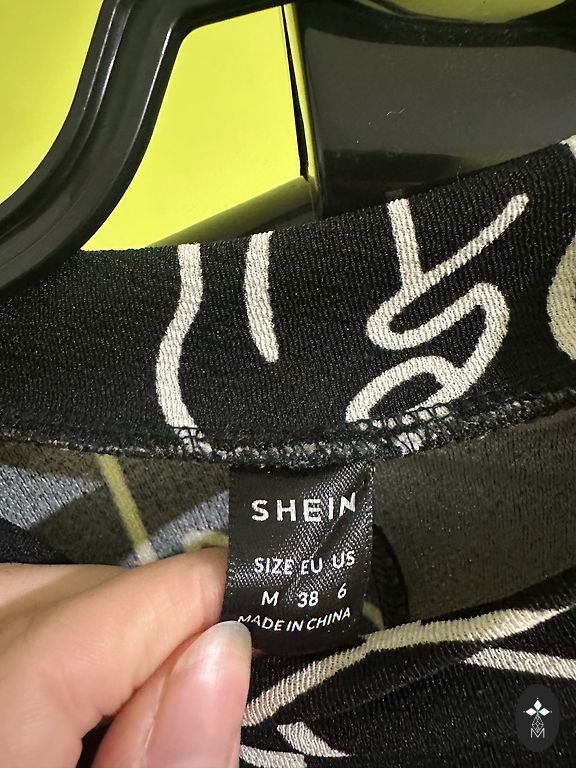 SHEIN
SIZE EU US
M 38 6
MADE IN CHINA
M